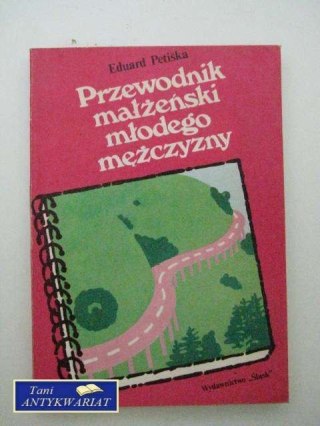 Eduard Petiška
Przewodnik
małżeński
młodego
mężczyzny
Wydawnictwo „Śląsk”
Tani
ANTYKWARIAT